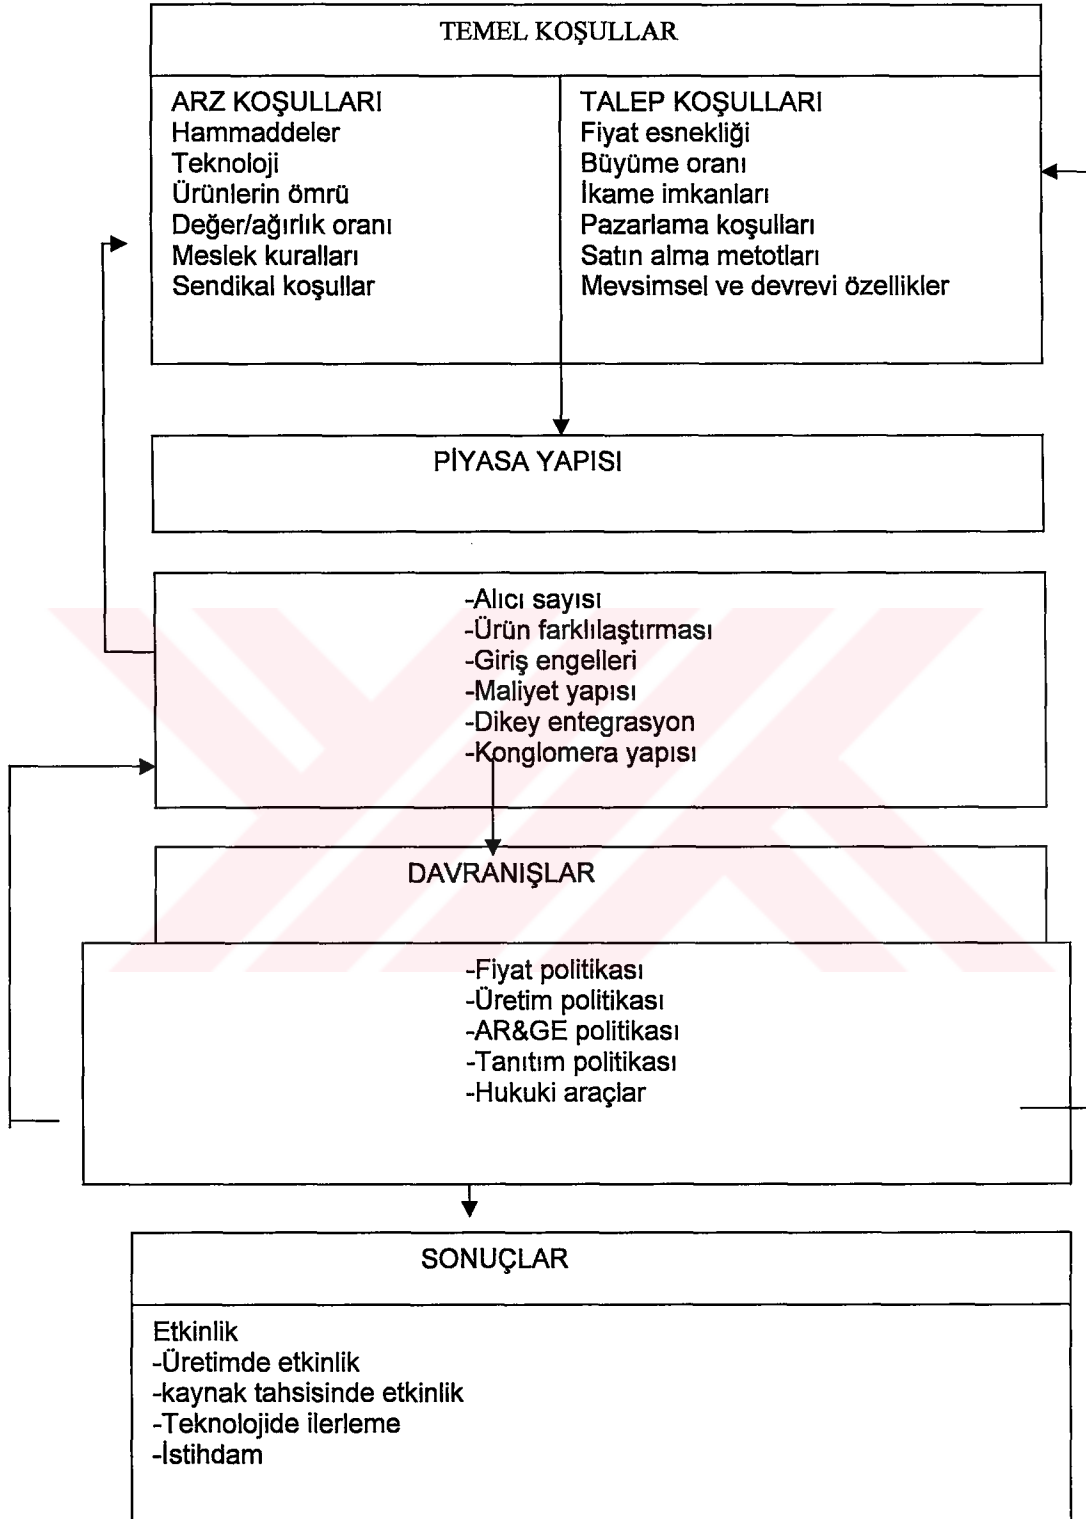 TEMEL KOŞULLAR
ARZ KOŞULLARI
Hammaddeler
Teknoloji
Ürünlerin ömrü
Değer/ağırlık oranı
Meslek kuralları
Sendikal koşullar
TALEP KOŞULLARI
Fiyat esnekliği
Büyüme oranı
İkame imkanları
Pazarlama koşulları
Satın alma metotları
Mevsimsel ve devrevi özellikler
PİYASA YAPISI
-Alıcı sayısı
-Ürün farklılaştırması
-Giriş engelleri
-Maliyet yapısı
-Dikey entegrasyon
-Konglomera yapısı
DAVRANIŞLAR
-Fiyat politikası
-Üretim politikası
-AR&GE politikası
-Tanıtım politikası
-Hukuki araçlar
SONUÇLAR
Etkinlik
-Üretimde etkinlik
-kaynak tahsisinde etkinlik
-Teknolojide ilerleme
-İstihdam